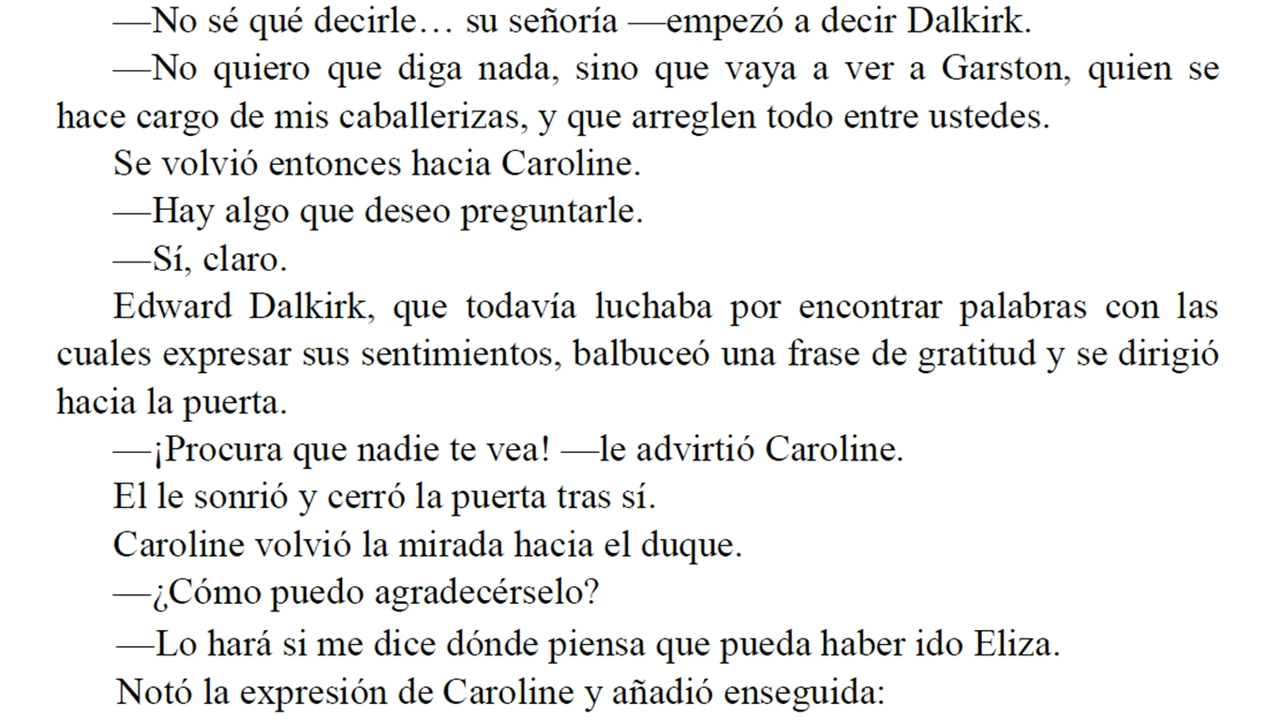 —No sé qué decirle… su señoría —empezó a decir Dalkirk.
—No quiero que diga nada, sino que vaya a ver a Garston, quien se
hace cargo de mis caballerizas, y que arreglen todo entre ustedes.
Se volvió entonces hacia Caroline.
—Hay algo que deseo preguntarle.
—Sí, claro.
Edward Dalkirk, que todavía luchaba por encontrar palabras con las
cuales expresar sus sentimientos, balbuceó una frase de gratitud y se dirigió
hacia la puerta.
—¡Procura que nadie te vea! —le advirtió Caroline.
El le sonrió y cerró la puerta tras sí.
Caroline volvió la mirada hacia el duque.
—¿Cómo puedo agradecérselo?
—Lo hará si me dice dónde piensa que pueda haber ido Eliza.
Notó la expresión de Caroline y añadió enseguida: